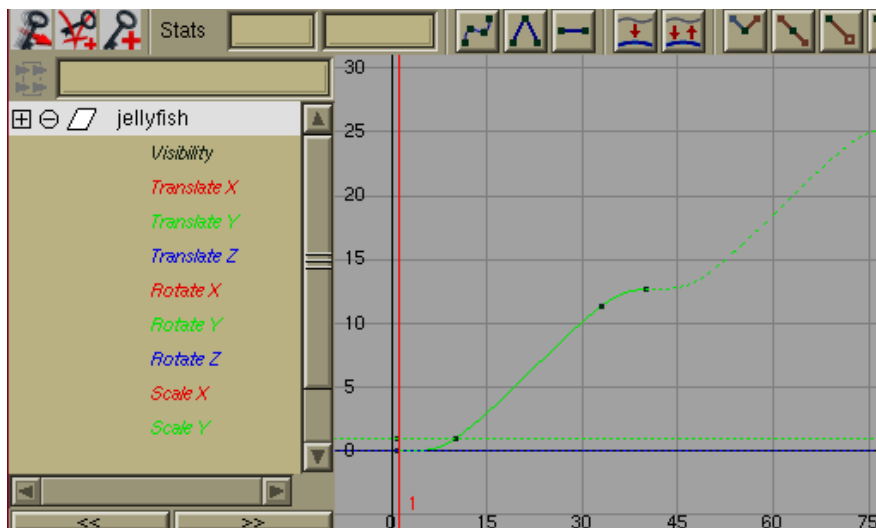 Stats
jellyfish
Visibility
Translate X
Translate Y
Translate Z
Rotate X
Rotate Y
Rotate Z
Scale X
Scale Y
<< >>
30
25
20
15
10
5
0
1
0 15 30 45 60 75